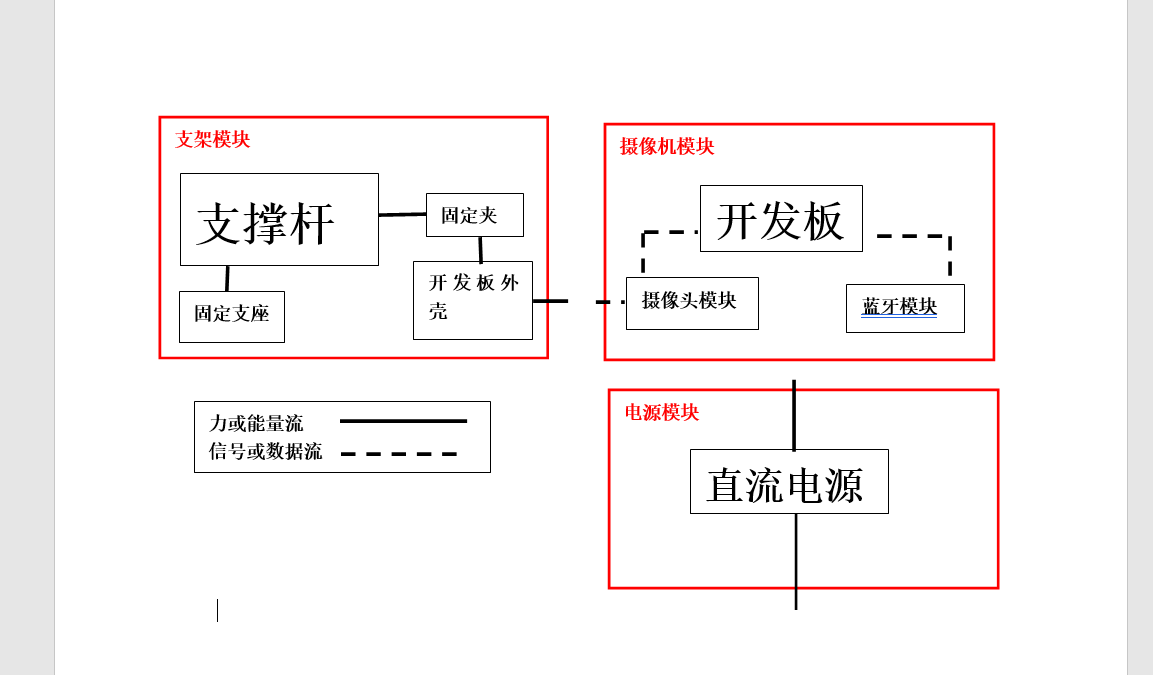 支架模块
支撑杆
固定夹
开发板外
壳
固定支座
摄像机模块
开发板
摄像头模块
蓝牙模块
力或能量流
信号或数据流
电源模块
直流电源